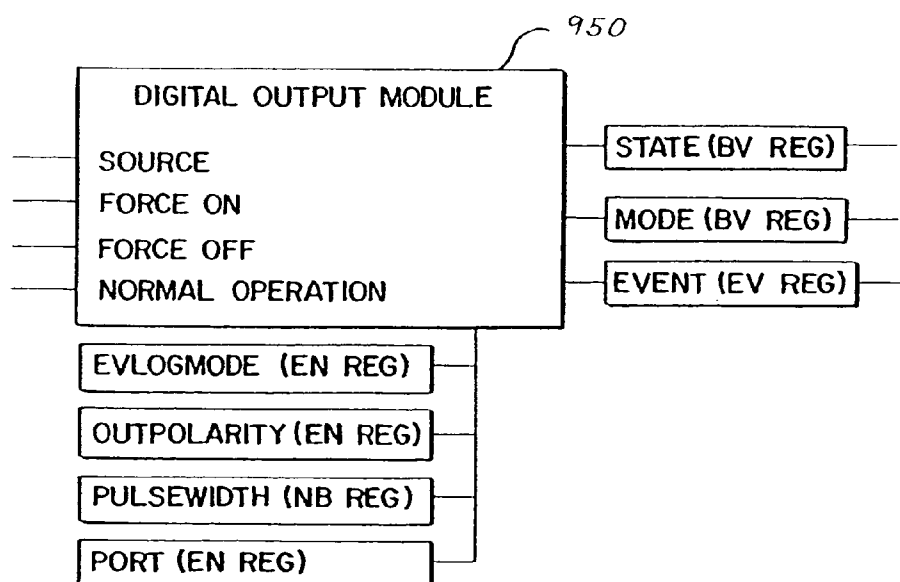 950
DIGITAL OUTPUT MODULE
SOURCE
FORCE ON
FORCE OFF
NORMAL OPERATION
STATE (BV REG)
MODE (BV REG)
EVENT (EV REG)
EVLOGMODE (EN REG)
OUTPOLARITY (EN REG)
PULSEWIDTH (NB REG)
PORT (EN REG)